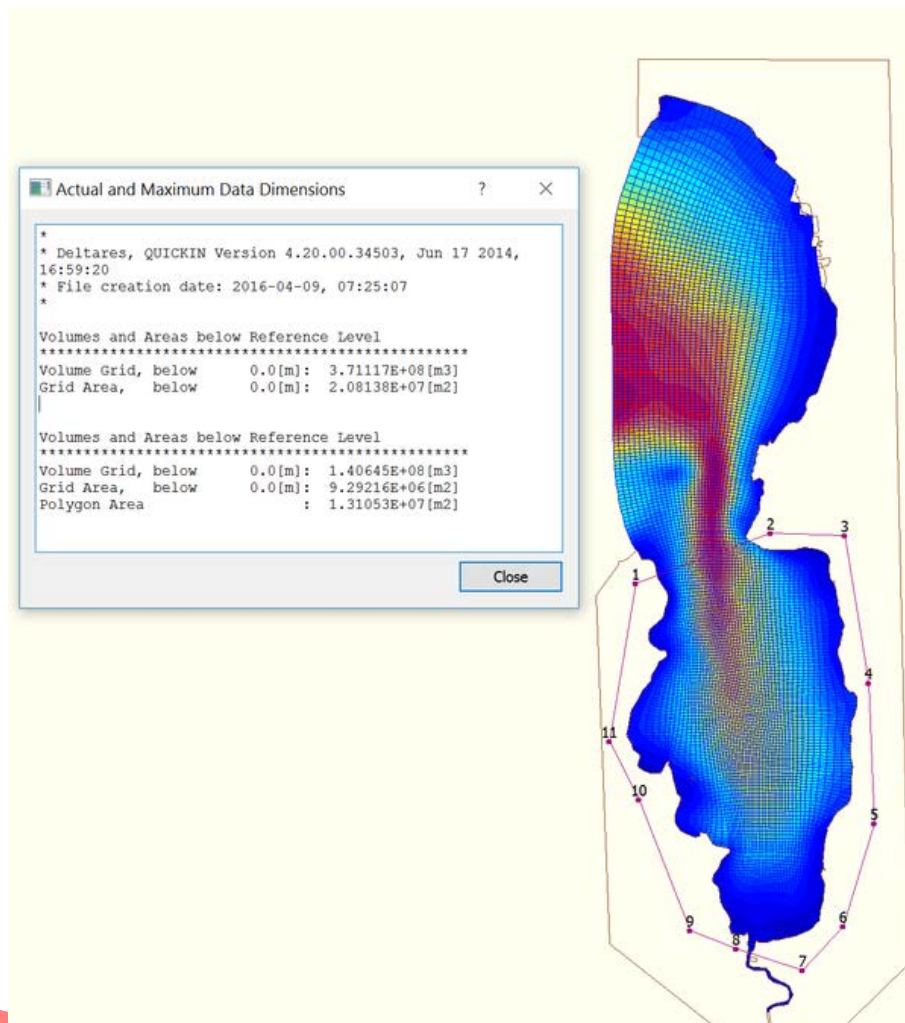 Actual and Maximum Data Dimensions ? ×
*
* Deltares, QUICKIN Version 4.20.00.34503, Jun 17 2014,
16:59:20
* File creation date: 2016-04-09, 07:25:07
*
Volumes and Areas below Reference Level
*************************************************
Volume Grid, below 0.0[m]: 3.71117E+08[m3]
Grid Area, below 0.0[m]: 2.08138E+07[m2]
Volumes and Areas below Reference Level
*************************************************
Volume Grid, below 0.0[m]: 1.40645E+08[m3]
Grid Area, below 0.0[m]: 9.29216E+06[m2]
Polygon Area : 1.31053E+07[m2]
Close
2
3
1
4
11
10
5
9
6
8
7